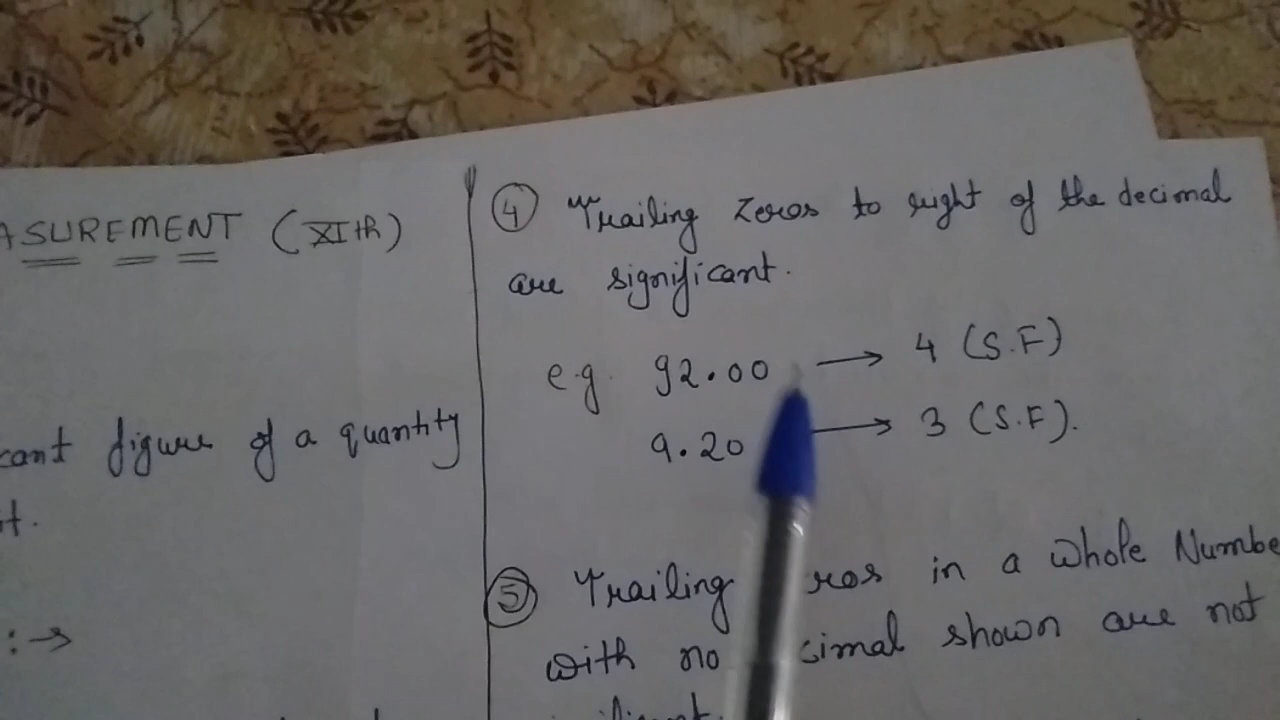 ASUREMENT (XIth)
cant figure of a quantity
t.
:→
④ Trailing zeros to right of the decimal
are significant.
e.g. 92.00 → 4 (S.F)
9.20 → 3 (S.F).
⑤ Trailing ros in a whole Numbe
with no cimal shown are not